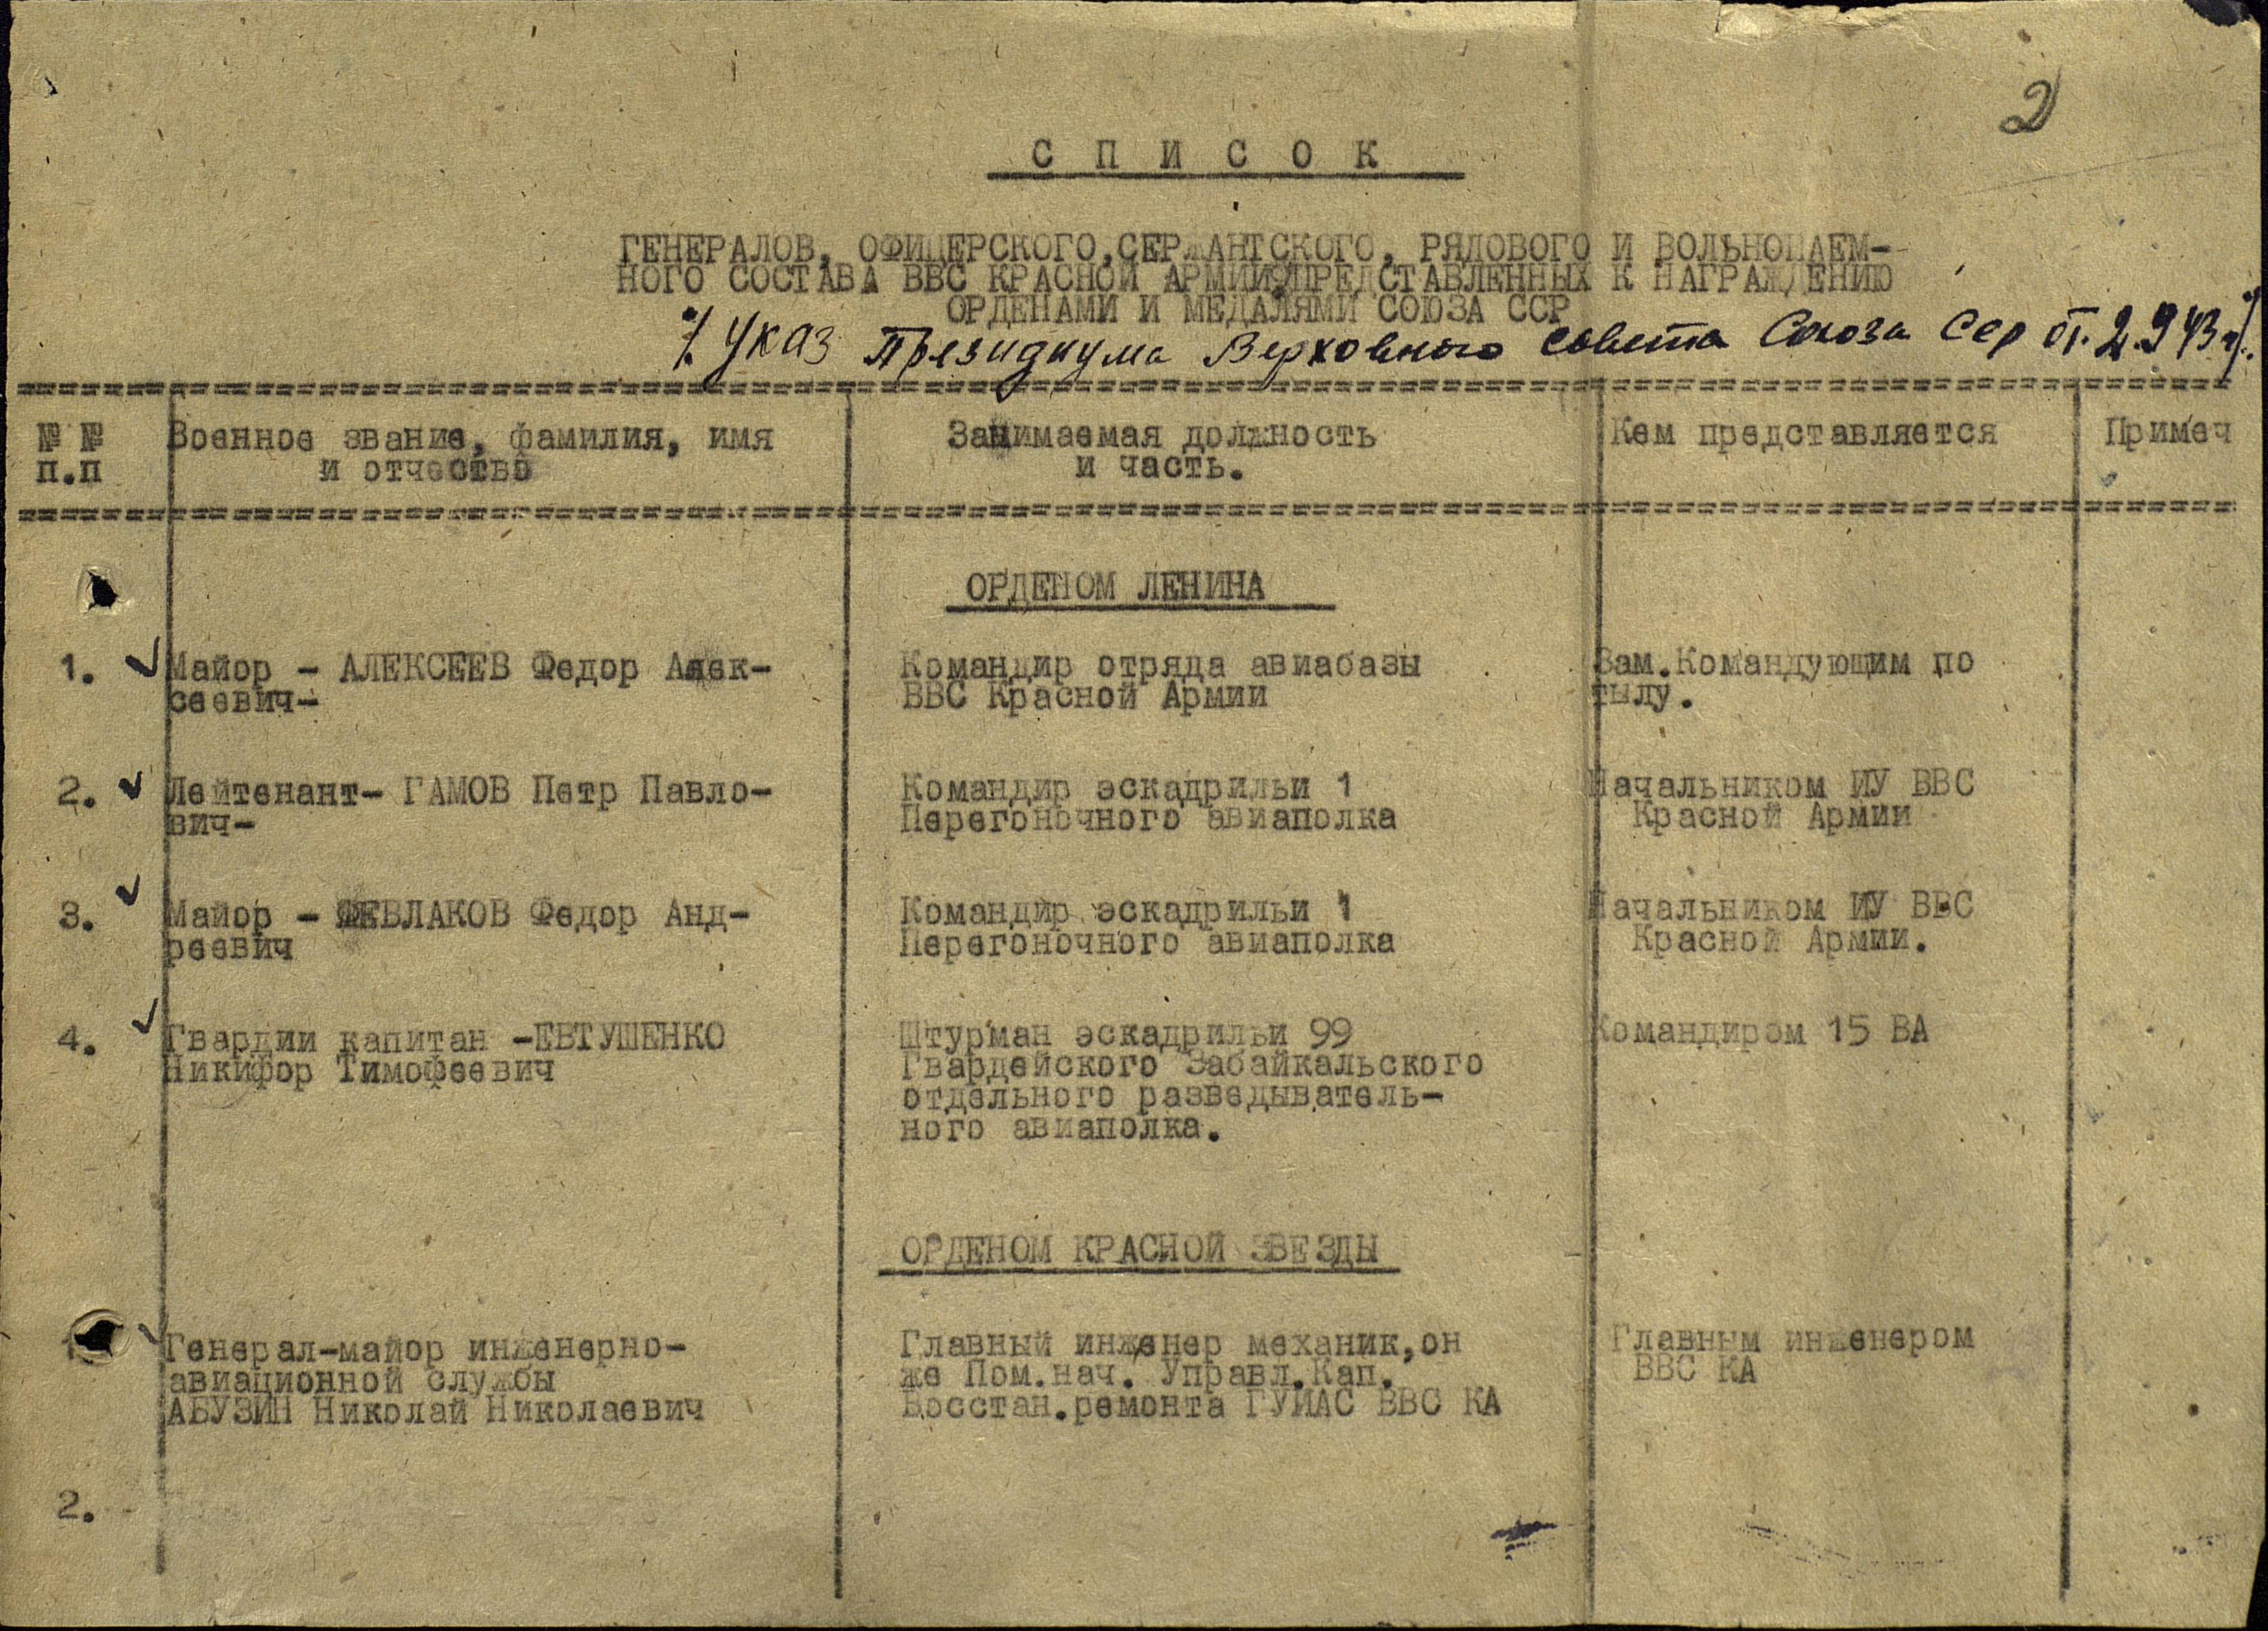 2
СПИСОК
ГЕНЕРАЛОВ, ОФИЦЕРСКОГО, СЕРЖАНТСКОГО, РЯДОВОГО И ВОЛЬНОНАЕМ-
НОГО СОСТАВА ВВС КРАСНОЙ АРМИИ, ПРЕДСТАВЛЕННЫХ К НАГРАЖДЕНИЮ
ОРДЕНАМИ И МЕДАЛЯМИ СОЮЗА ССР
/. Указ Президиума Верховного совета Союза ССР от. 2.9 43 г/.
№ № Военное звание, фамилия, имя Занимаемая должность Кем представляется Примеч
п.п и отчество и часть.
ОРДЕНОМ ЛЕНИНА
1. Майор - АЛЕКСЕЕВ Федор Алек- Командир отряда авиабазы Зам.Командующим по
сеевич- ВВС Красной Армии тылу.
2. Лейтенант- ГАМОВ Петр Павло- Командир эскадрильи 1 Начальником ИУ ВВС
вич- Перегоночного авиаполка Красной Армии
3. Майор - ФЕВЛАКОВ Федор Анд- Командир эскадрильи 1 Начальником ИУ ВВС
реевич Перегоночного авиаполка Красной Армии.
4. Гвардии капитан -ЕВТУШЕНКО Штурман эскадрильи 99 Командиром 15 ВА
Никифор Тимофеевич Гвардейского Забайкальского
отдельного разведыватель-
ного авиаполка.
ОРДЕНОМ КРАСНОЙ ЗВЕЗДЫ
1 Генерал-майор инженерно- Главный инженер механик,он Главным инженером
авиационной службы же Пом.нач. Управл.Кап. ВВС КА
АБУЗИН Николай Николаевич Восстан.ремонта ГУИАС ВВС КА
2.